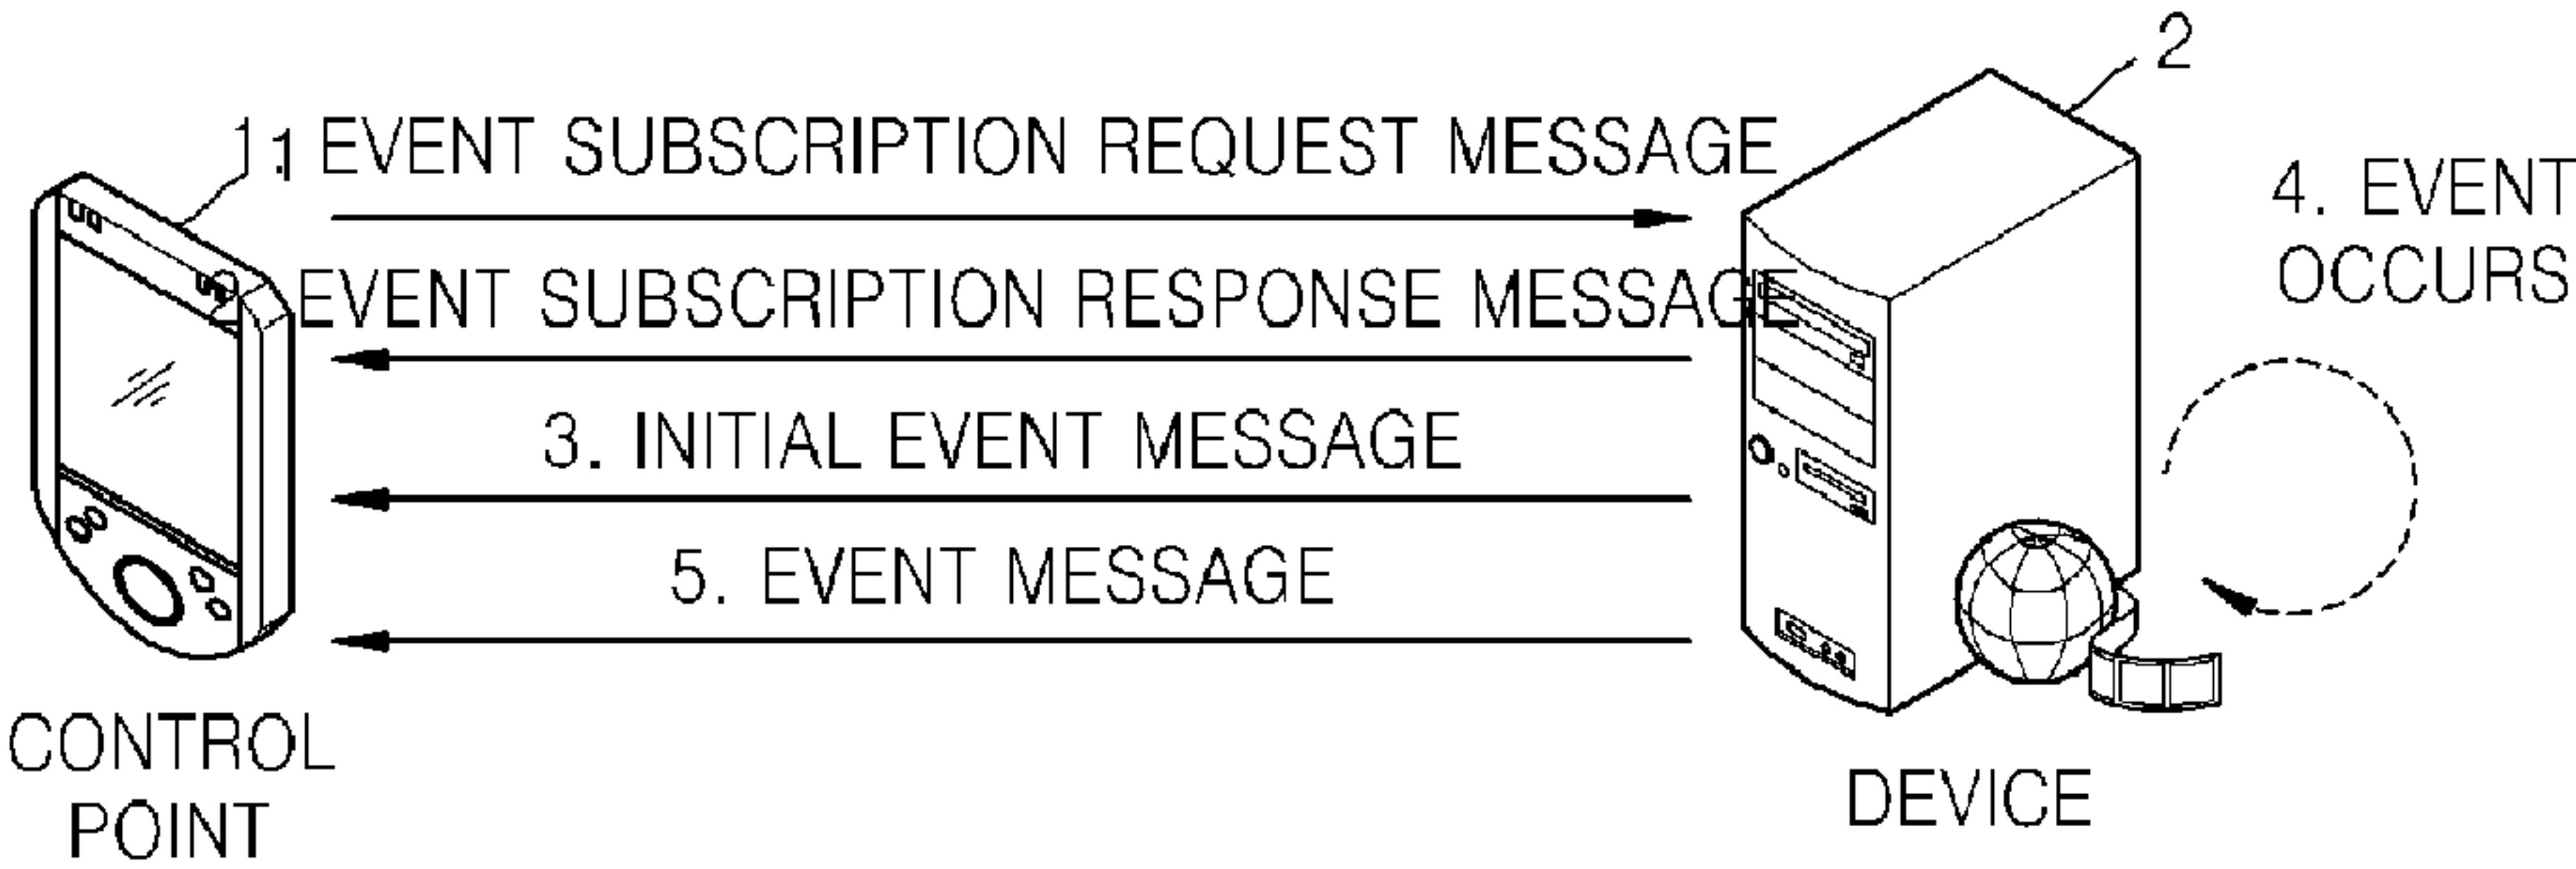 2
1
1. EVENT SUBSCRIPTION REQUEST MESSAGE
4. EVENT
OCCURS
2. EVENT SUBSCRIPTION RESPONSE MESSAGE
3. INITIAL EVENT MESSAGE
5. EVENT MESSAGE
CONTROL
POINT
DEVICE